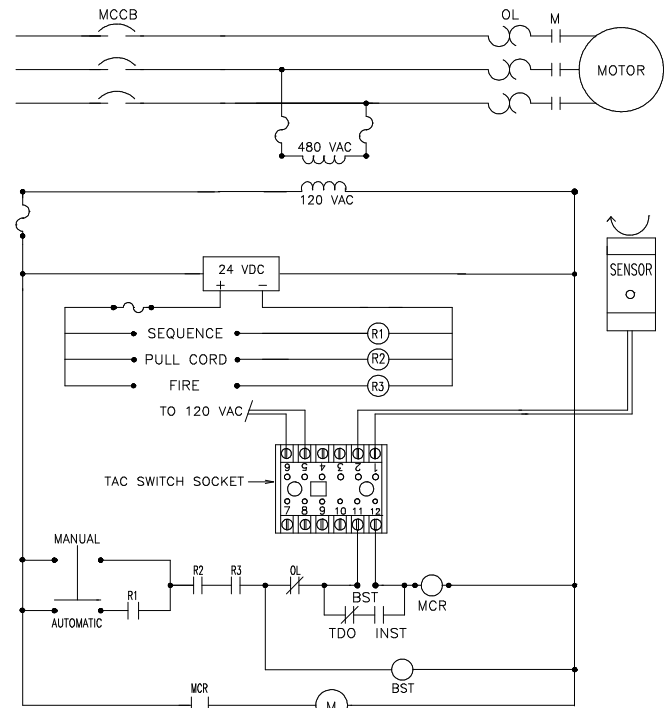 MCCB
OL
M
MOTOR
480 VAC
120 VAC
24 VDC
+ −
SENSOR
SEQUENCE
R1
PULL CORD
R2
FIRE
R3
TO 120 VAC
6 5 4 3 2 1
TAC SWITCH SOCKET
7 8 9 10 11 12
MANUAL
R2
R3
OL
R1
BST
MCR
AUTOMATIC
TDO
INST
BST
MCR
M